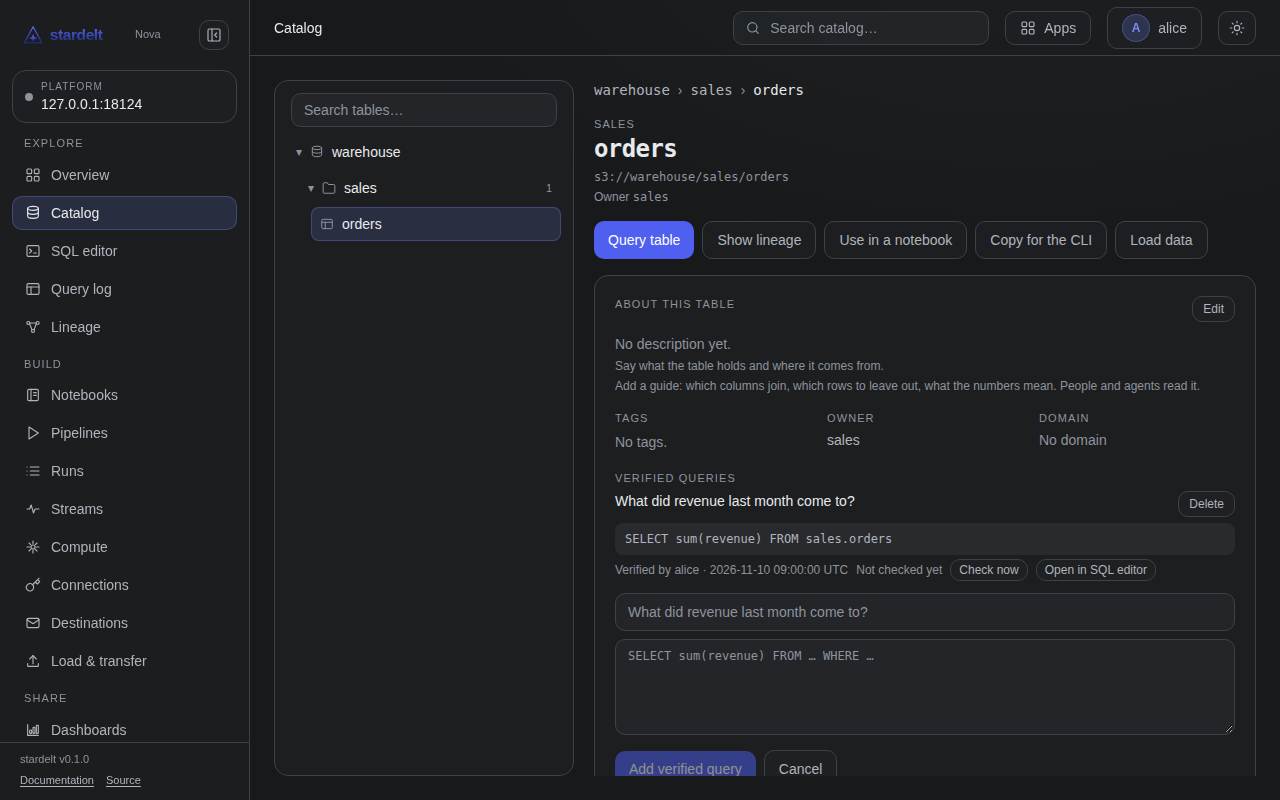 stardelt
Nova
PLATFORM
127.0.0.1:18124
EXPLORE
Overview
Catalog
SQL editor
Query log
Lineage
BUILD
Notebooks
Pipelines
Runs
Streams
Compute
Connections
Destinations
Load & transfer
SHARE
Dashboards
stardelt v0.1.0
Documentation Source
Catalog
Search catalog…
Apps
A alice
Search tables…
warehouse
sales 1
orders
warehouse › sales › orders
SALES
orders
s3://warehouse/sales/orders
Owner sales
Query table Show lineage Use in a notebook Copy for the CLI Load data
ABOUT THIS TABLE
Edit
No description yet.
Say what the table holds and where it comes from.
Add a guide: which columns join, which rows to leave out, what the numbers mean. People and agents read it.
TAGS OWNER DOMAIN
No tags. sales No domain
VERIFIED QUERIES
What did revenue last month come to?
Delete
SELECT sum(revenue) FROM sales.orders
Verified by alice · 2026-11-10 09:00:00 UTC Not checked yet Check now Open in SQL editor
What did revenue last month come to?
SELECT sum(revenue) FROM … WHERE …
Add verified query Cancel